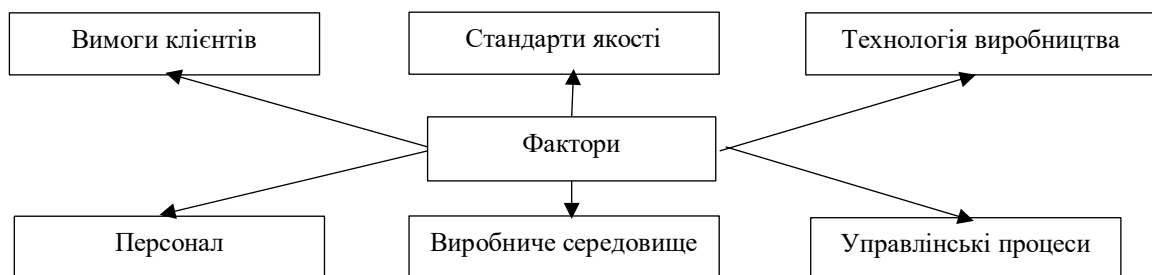 Вимоги клієнтів
Стандарти якості
Технологія виробництва
Фактори
Персонал
Виробниче середовище
Управлінські процеси